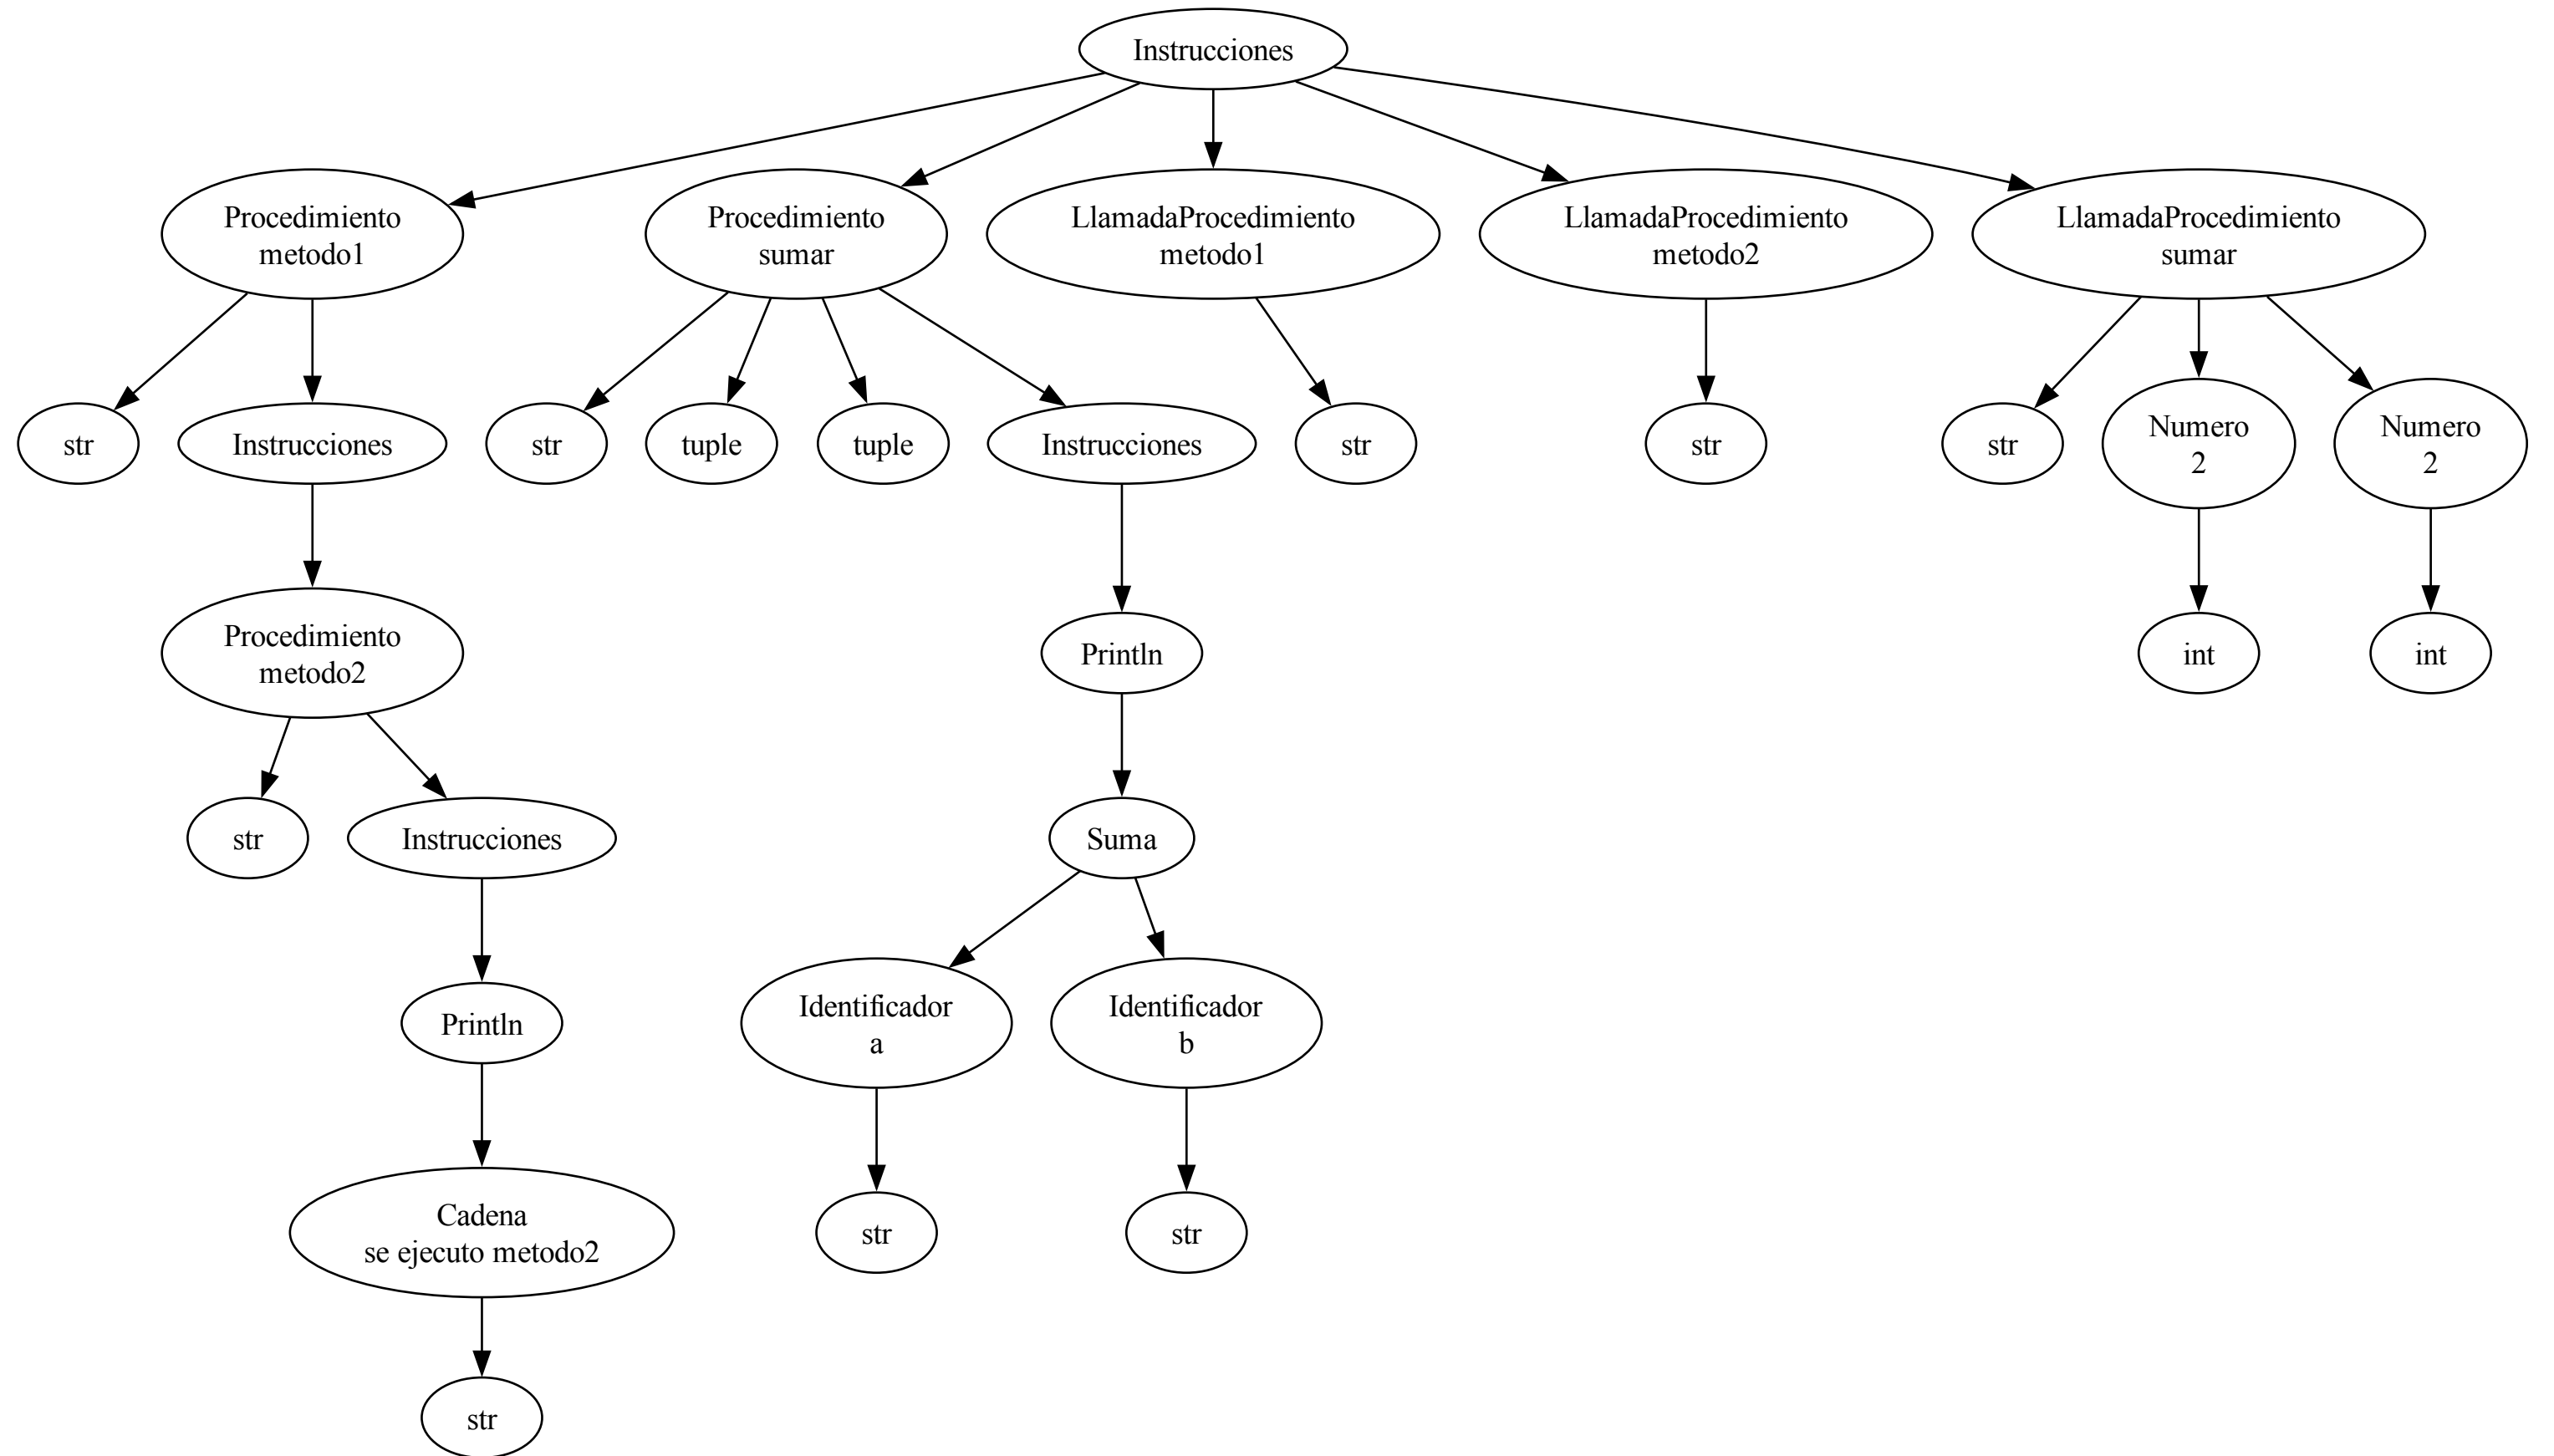 Instrucciones
Procedimiento
metodo1
Procedimiento
sumar
LlamadaProcedimiento
metodo1
LlamadaProcedimiento
metodo2
LlamadaProcedimiento
sumar
str
Instrucciones
str
tuple
tuple
Instrucciones
str
str
str
Numero
2
Numero
2
Procedimiento
metodo2
Println
int
int
str
Instrucciones
Suma
Println
Identificador
a
Identificador
b
Cadena
se ejecuto metodo2
str
str
str